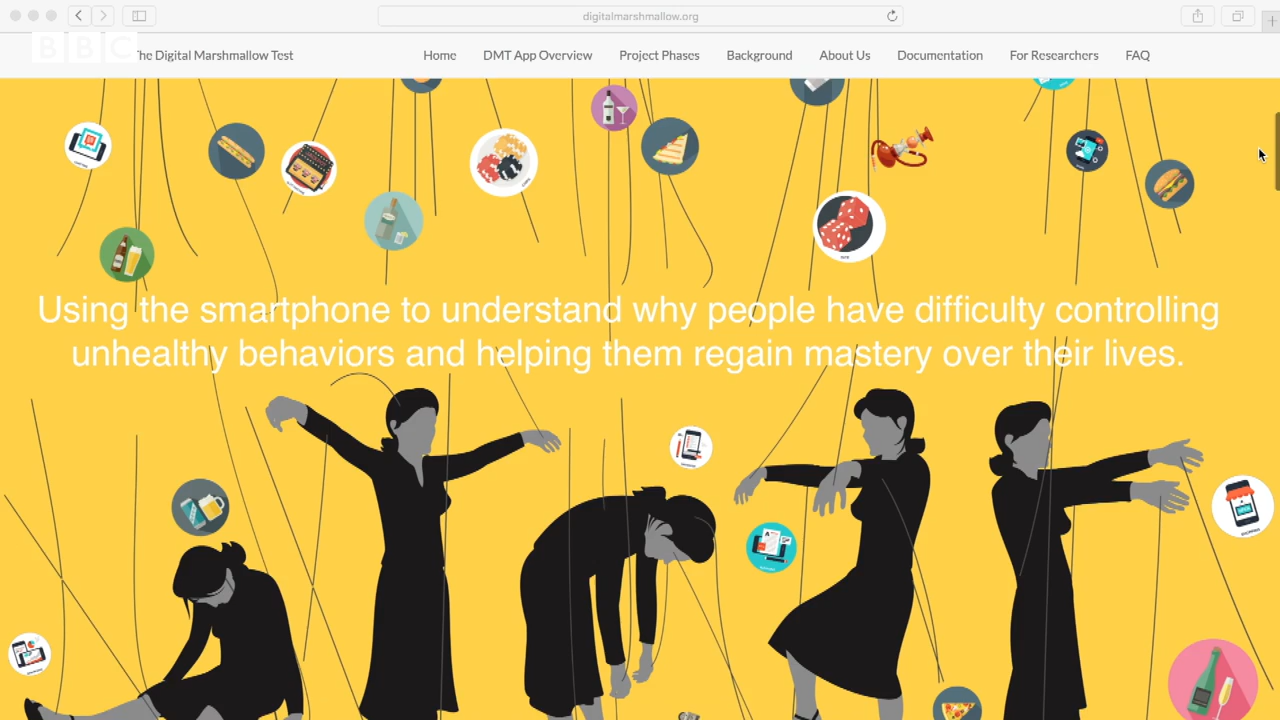 digitalmarshmallow.org
BBC
The Digital Marshmallow Test
Home
DMT App Overview
Project Phases
Background
About Us
Documentation
For Researchers
FAQ
Using the smartphone to understand why people have difficulty controlling
unhealthy behaviors and helping them regain mastery over their lives.